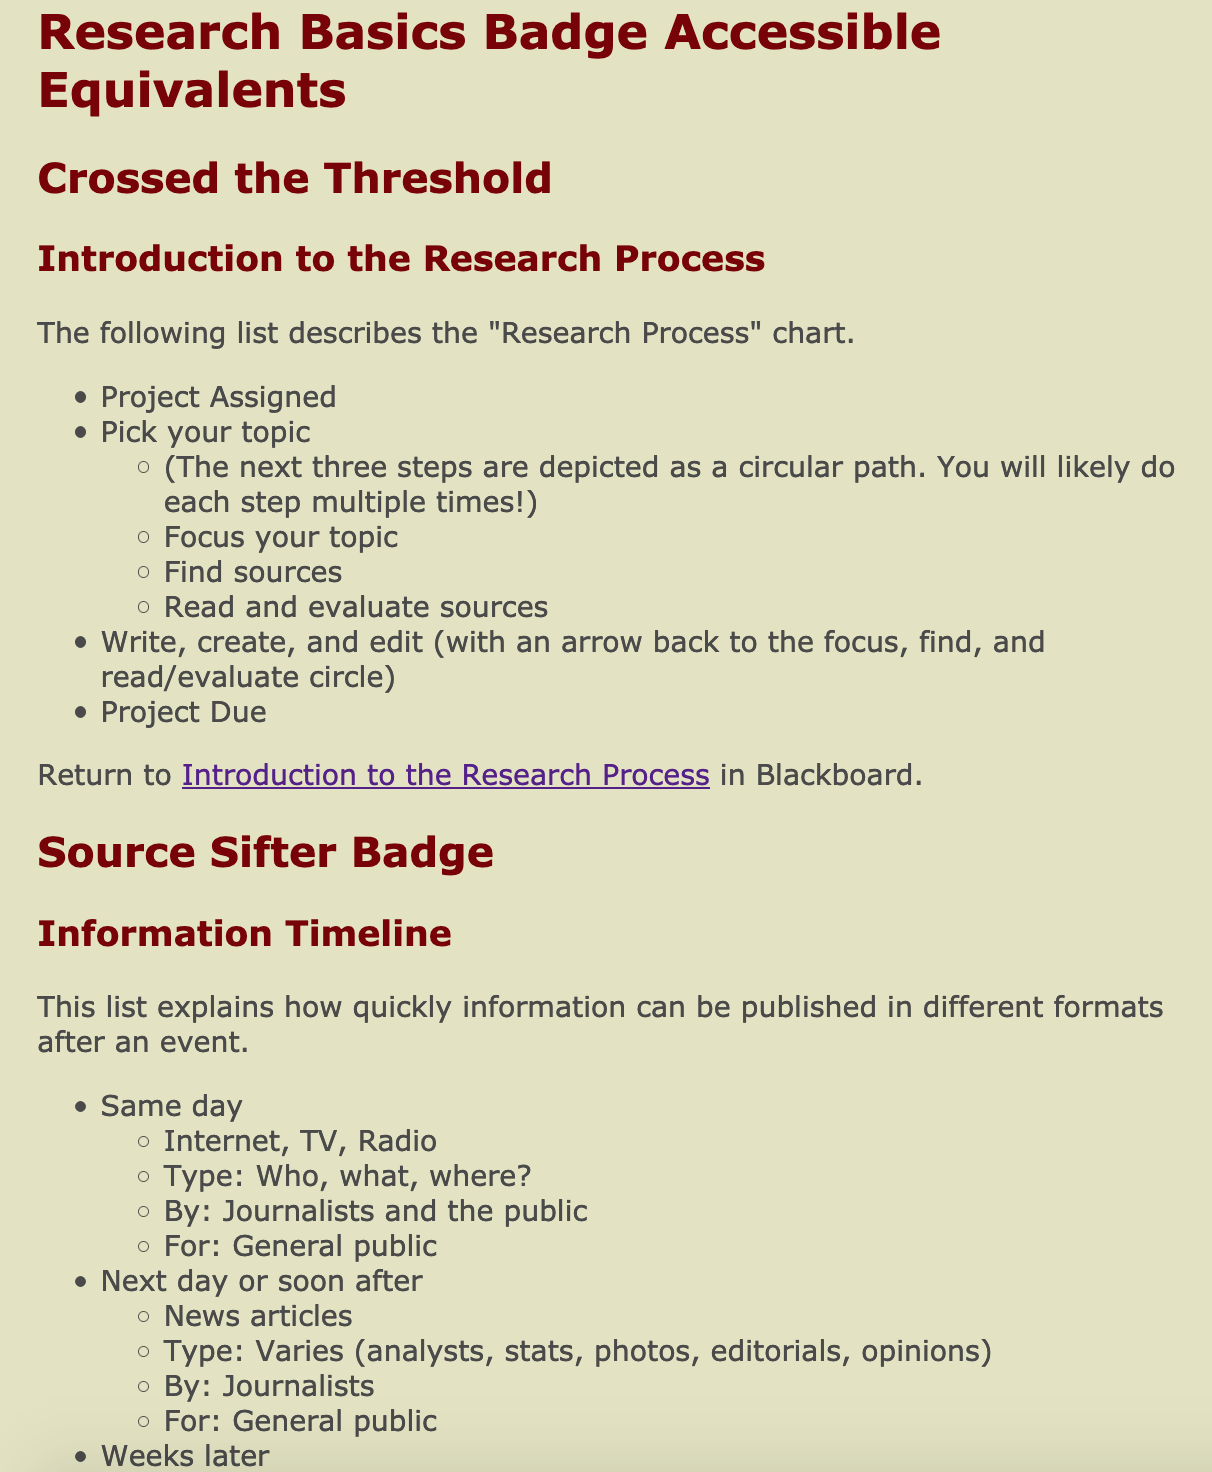 Research Basics Badge Accessible
Equivalents
Crossed the Threshold
Introduction to the Research Process
The following list describes the "Research Process" chart.
• Project Assigned
• Pick your topic
◦ (The next three steps are depicted as a circular path. You will likely do
each step multiple times!)
◦ Focus your topic
◦ Find sources
◦ Read and evaluate sources
• Write, create, and edit (with an arrow back to the focus, find, and
read/evaluate circle)
• Project Due
Return to Introduction to the Research Process in Blackboard.
Source Sifter Badge
Information Timeline
This list explains how quickly information can be published in different formats
after an event.
• Same day
◦ Internet, TV, Radio
◦ Type: Who, what, where?
◦ By: Journalists and the public
◦ For: General public
• Next day or soon after
◦ News articles
◦ Type: Varies (analysts, stats, photos, editorials, opinions)
◦ By: Journalists
◦ For: General public
• Weeks later